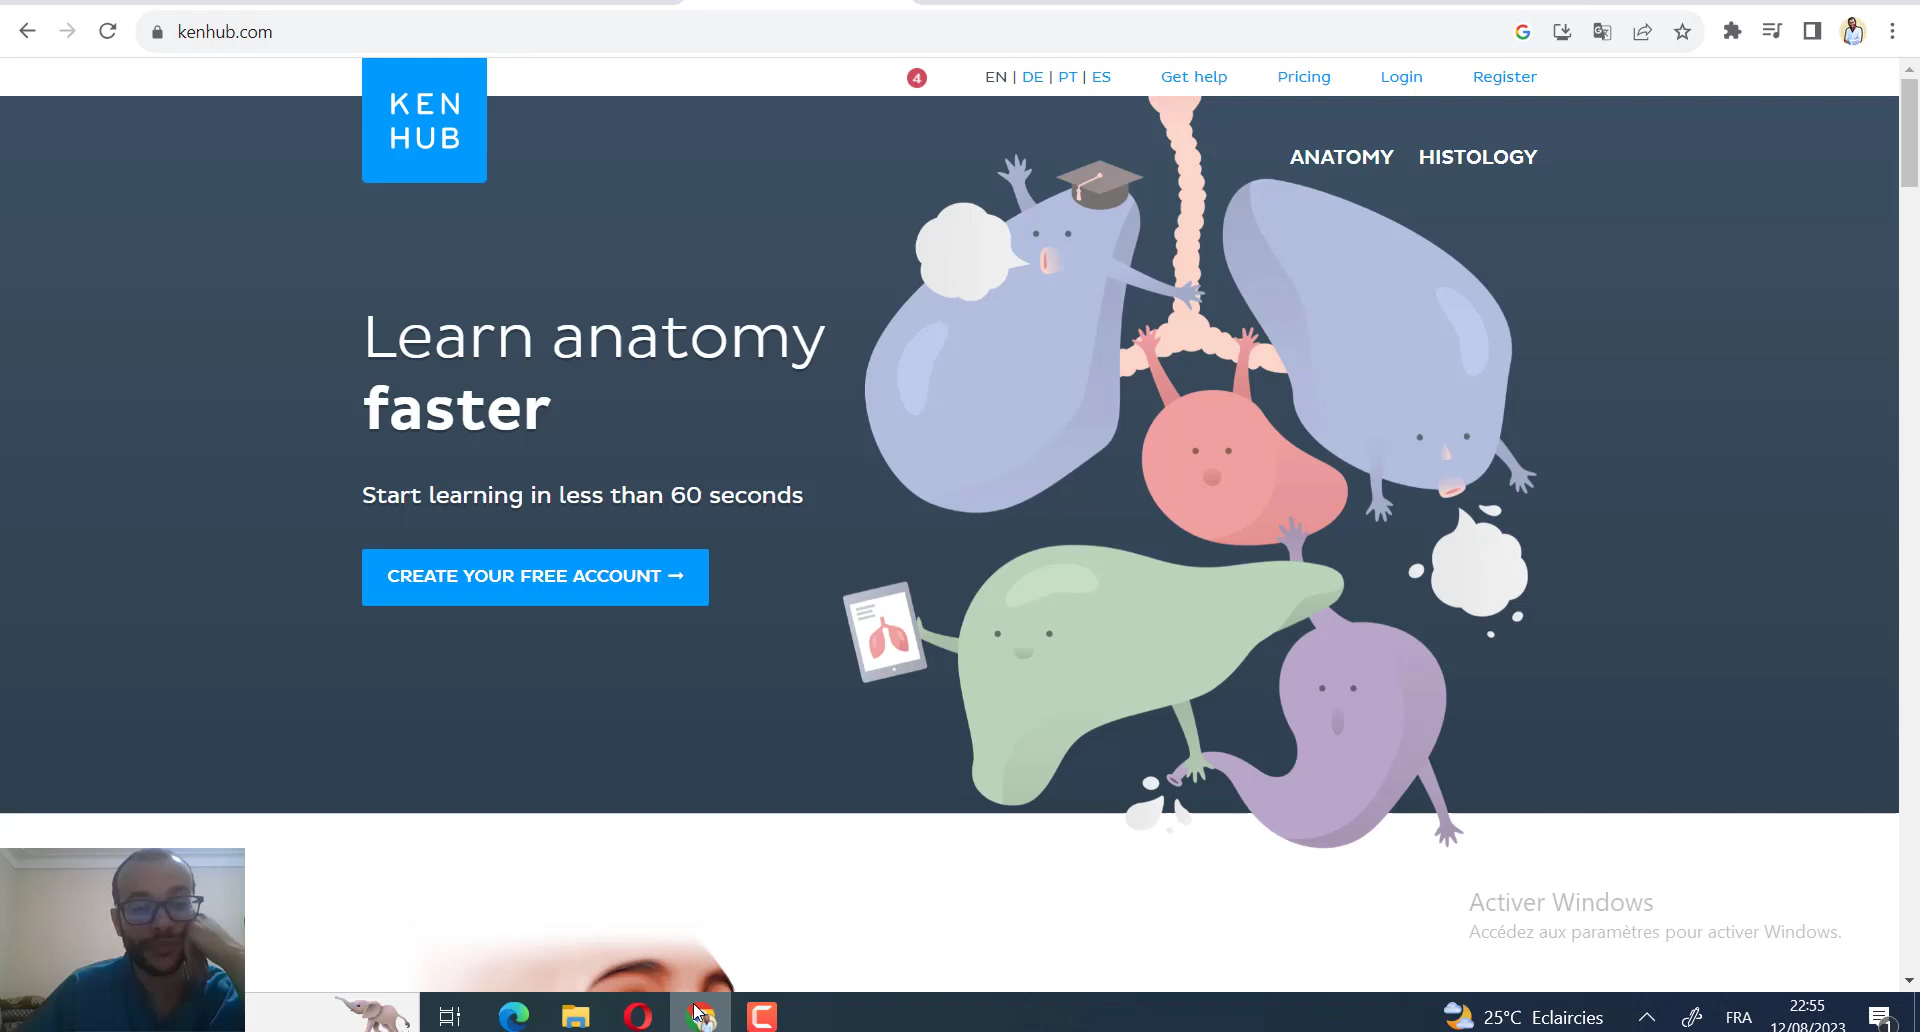 kenhub.com
4
EN | DE | PT | ES
Get help
Pricing
Login
Register
KEN
HUB
ANATOMY
HISTOLOGY
Learn anatomy
faster
Start learning in less than 60 seconds
CREATE YOUR FREE ACCOUNT →
Activer Windows
Accédez aux paramètres pour activer Windows.
25°C Eclaircies
FRA
22:55
12/08/2023
1